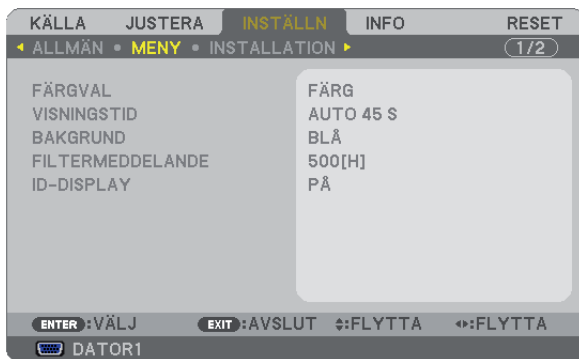 KÄLLA JUSTERA INSTÄLLN INFO RESET
ALLMÄN • MENY • INSTALLATION 1/2
FÄRGVAL FÄRG
VISNINGSTID AUTO 45 S
BAKGRUND BLÅ
FILTERMEDDELANDE 500[H]
ID-DISPLAY PÅ
ENTER :VÄLJ EXIT :AVSLUT :FLYTTA :FLYTTA
DATOR1